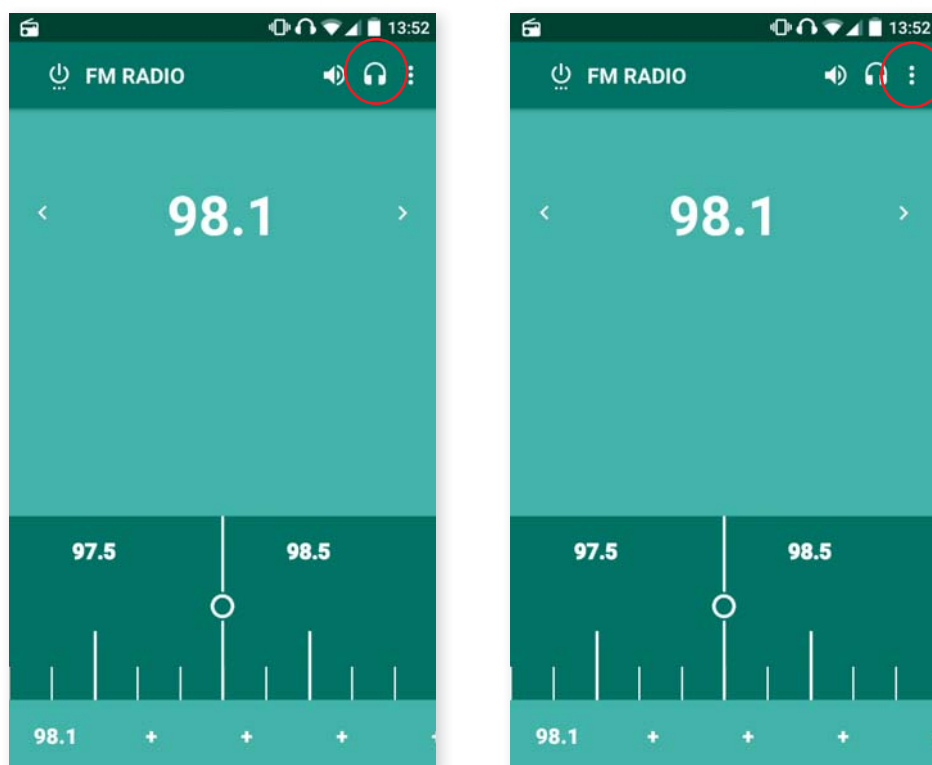 13:52
FM RADIO
98.1
97.5 98.5
98.1 + + + +
13:52
FM RADIO
98.1
97.5 98.5
98.1 + + +